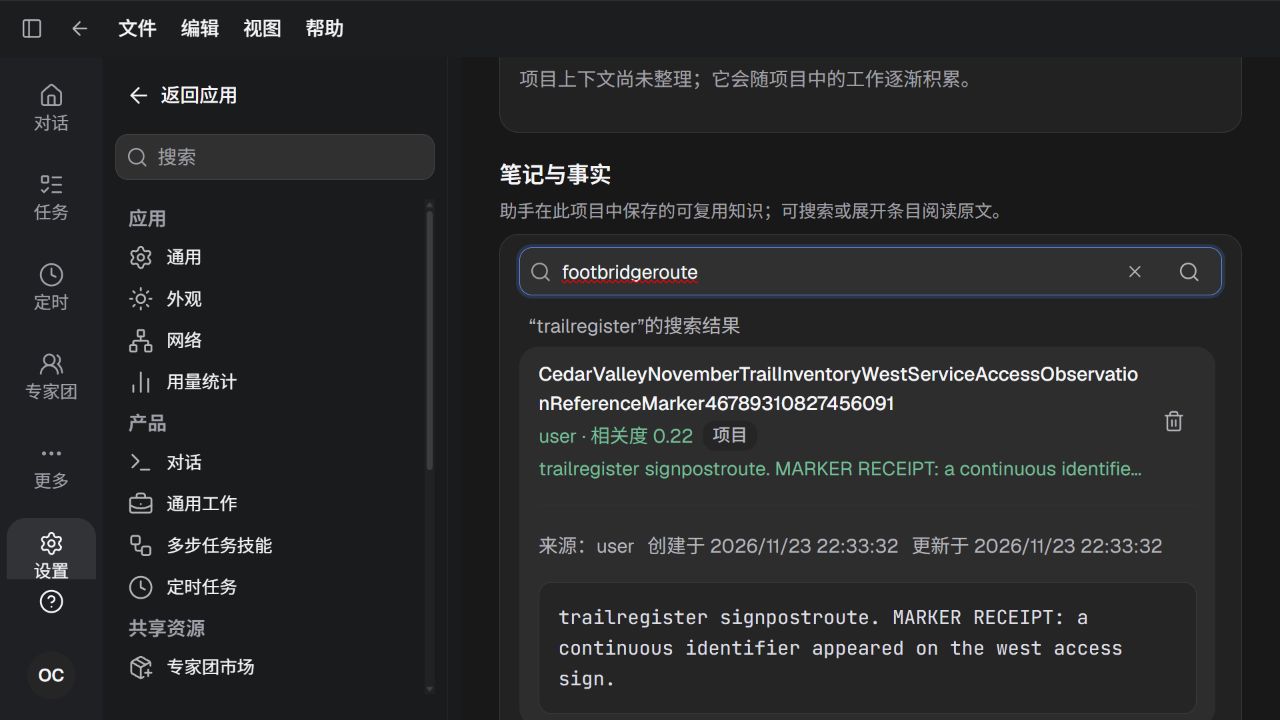 文件 编辑 视图 帮助
对话
任务
定时
专家团
更多
设置
OC
返回应用
搜索
应用
通用
外观
网络
用量统计
产品
对话
通用工作
多步任务技能
定时任务
共享资源
专家团市场
项目上下文尚未整理；它会随项目中的工作逐渐积累。
笔记与事实
助手在此项目中保存的可复用知识；可搜索或展开条目阅读原文。
footbridgeroute
“trailregister”的搜索结果
CedarValleyNovemberTrailInventoryWestServiceAccessObservatio
nReferenceMarker46789310827456091
user · 相关度 0.22 项目
trailregister signpostroute. MARKER RECEIPT: a continuous identifie…
来源：user 创建于 2026/11/23 22:33:32 更新于 2026/11/23 22:33:32
trailregister signpostroute. MARKER RECEIPT: a
continuous identifier appeared on the west access
sign.